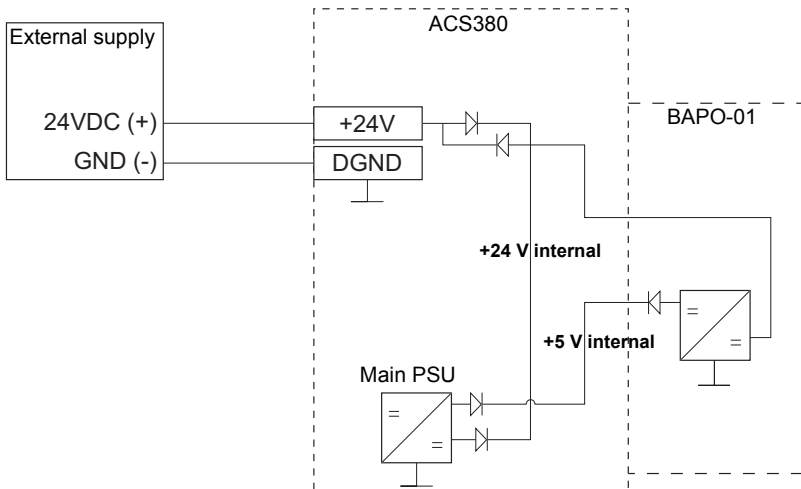 ACS380
External supply
BAPO-01
24VDC (+)
+24V
GND (-)
DGND
+24 V internal
+5 V internal
Main PSU